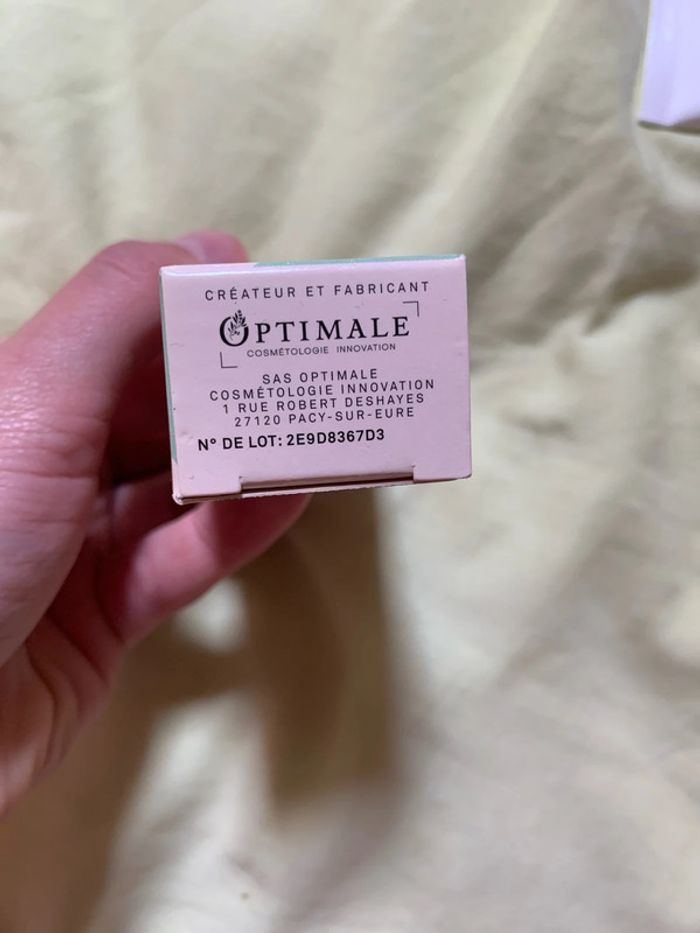 CRÉATEUR ET FABRICANT
OPTIMALE
COSMÉTOLOGIE INNOVATION
SAS OPTIMALE
COSMÉTOLOGIE INNOVATION
1 RUE ROBERT DESHAYES
27120 PACY-SUR-EURE
N° DE LOT: 2E9D8367D3